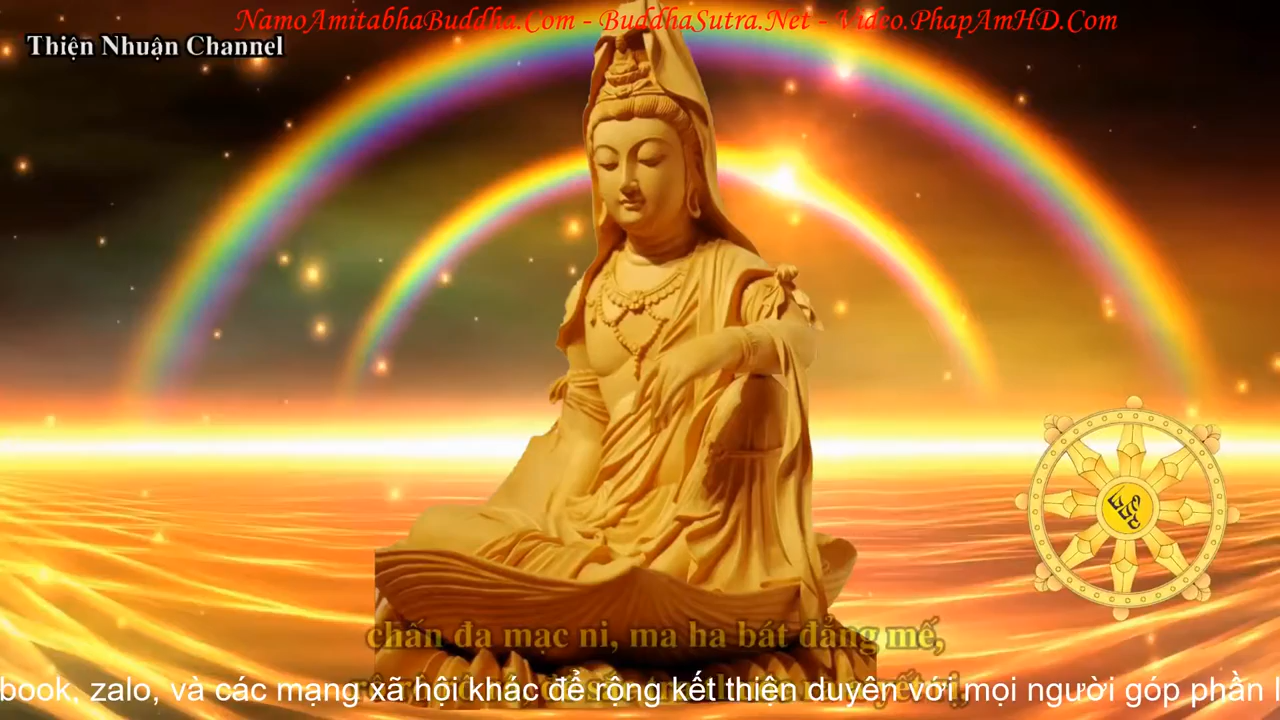 NamoAmitabhaBuddha.Com - BuddhaSutra.Net - Video.PhapAmHD.Com
Thiện Nhuận Channel
chấn đa mạc ni, ma ha bát đẳng mế,
book, zalo, và các mạng xã hội khác để rộng kết thiện duyên với mọi người góp phần